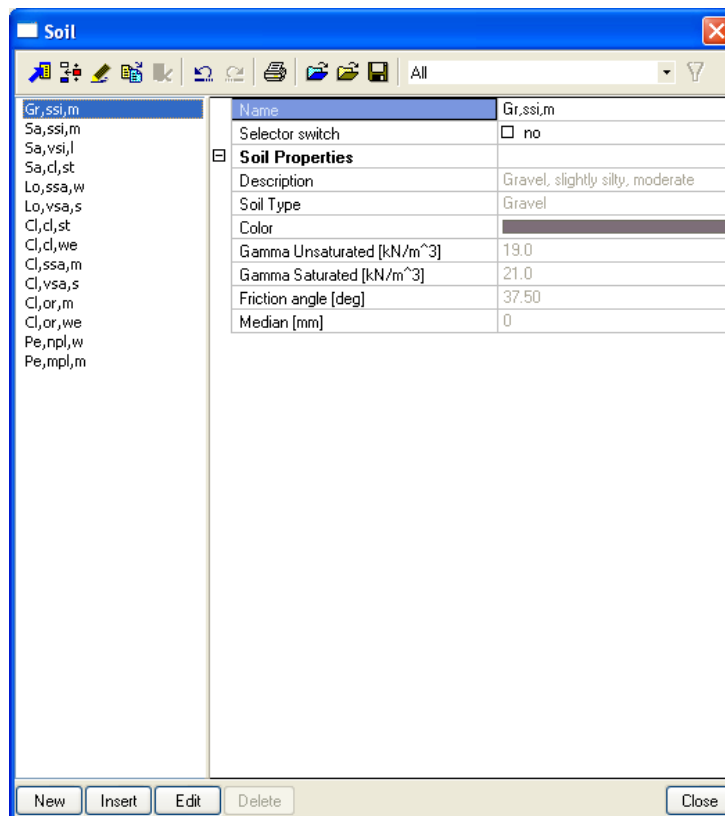 Soil
All
Gr,ssi,m
Sa,ssi,m
Sa,vsi,l
Sa,cl,st
Lo,ssa,w
Lo,vsa,s
Cl,cl,st
Cl,cl,we
Cl,ssa,m
Cl,vsa,s
Cl,or,m
Cl,or,we
Pe,npl,w
Pe,mpl,m
Name Gr,ssi,m
Selector switch no
Soil Properties
Description Gravel, slightly silty, moderate
Soil Type Gravel
Color
Gamma Unsaturated [kN/m^3] 19.0
Gamma Saturated [kN/m^3] 21.0
Friction angle [deg] 37.50
Median [mm] 0
New Insert Edit Delete Close